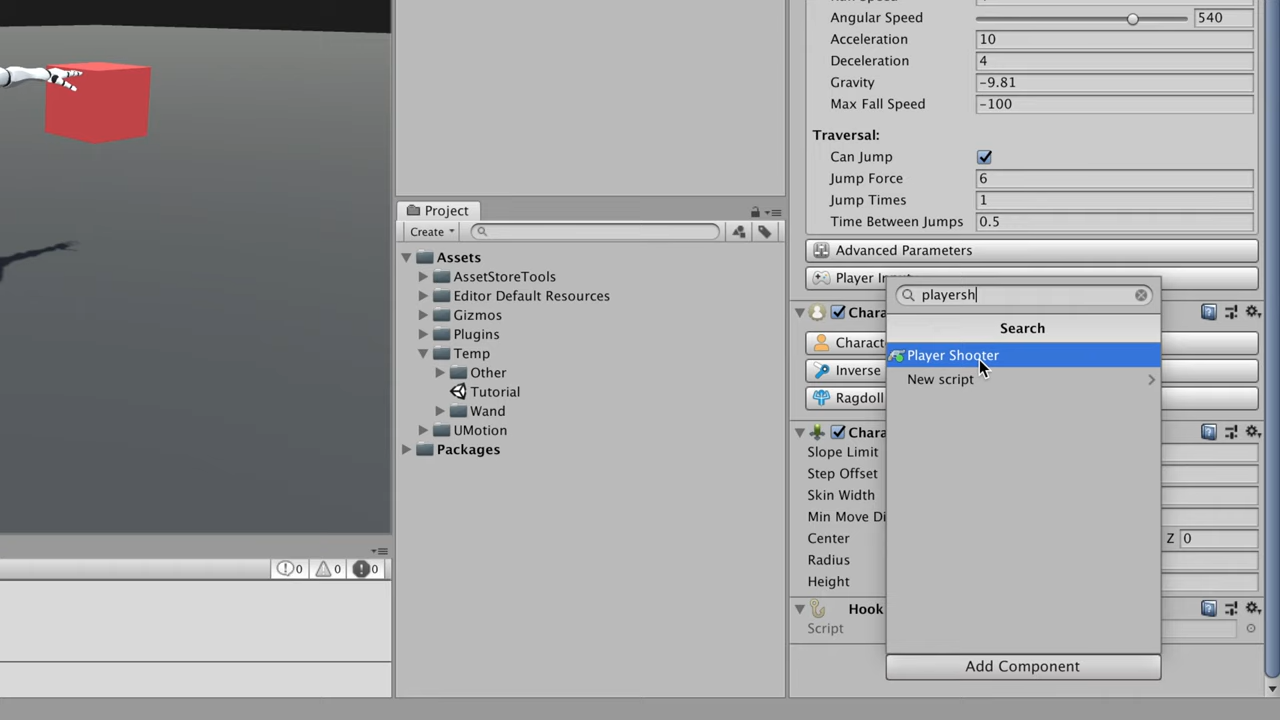 Angular Speed 540
Acceleration 10
Deceleration 4
Gravity -9.81
Max Fall Speed -100
Traversal:
Can Jump
Jump Force 6
Jump Times 1
Time Between Jumps 0.5
Advanced Parameters
Player Inpu
playersh
Search
Player Shooter
New script
Add Component
Chara
Charact
Inverse
Ragdoll
Chara
Slope Limit
Step Offset
Skin Width
Min Move Di
Center Z 0
Radius
Height
Hook
Script
Project
Create
Assets
AssetStoreTools
Editor Default Resources
Gizmos
Plugins
Temp
Other
Tutorial
Wand
UMotion
Packages
0 0 0